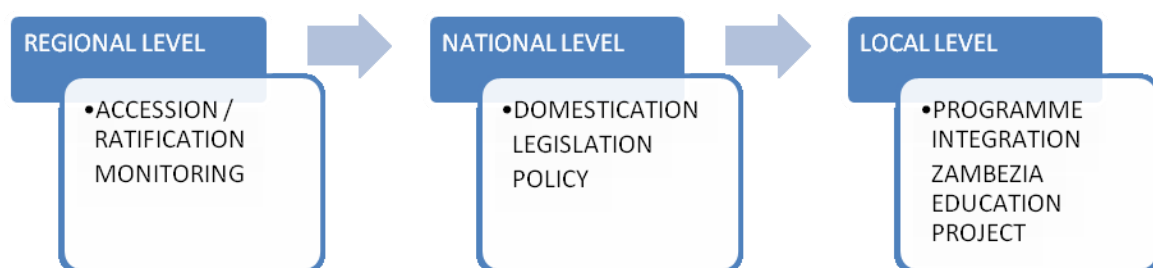 REGIONAL LEVEL
•ACCESSION /
RATIFICATION
MONITORING
NATIONAL LEVEL
•DOMESTICATION
LEGISLATION
POLICY
LOCAL LEVEL
•PROGRAMME
INTEGRATION
ZAMBEZIA
EDUCATION
PROJECT